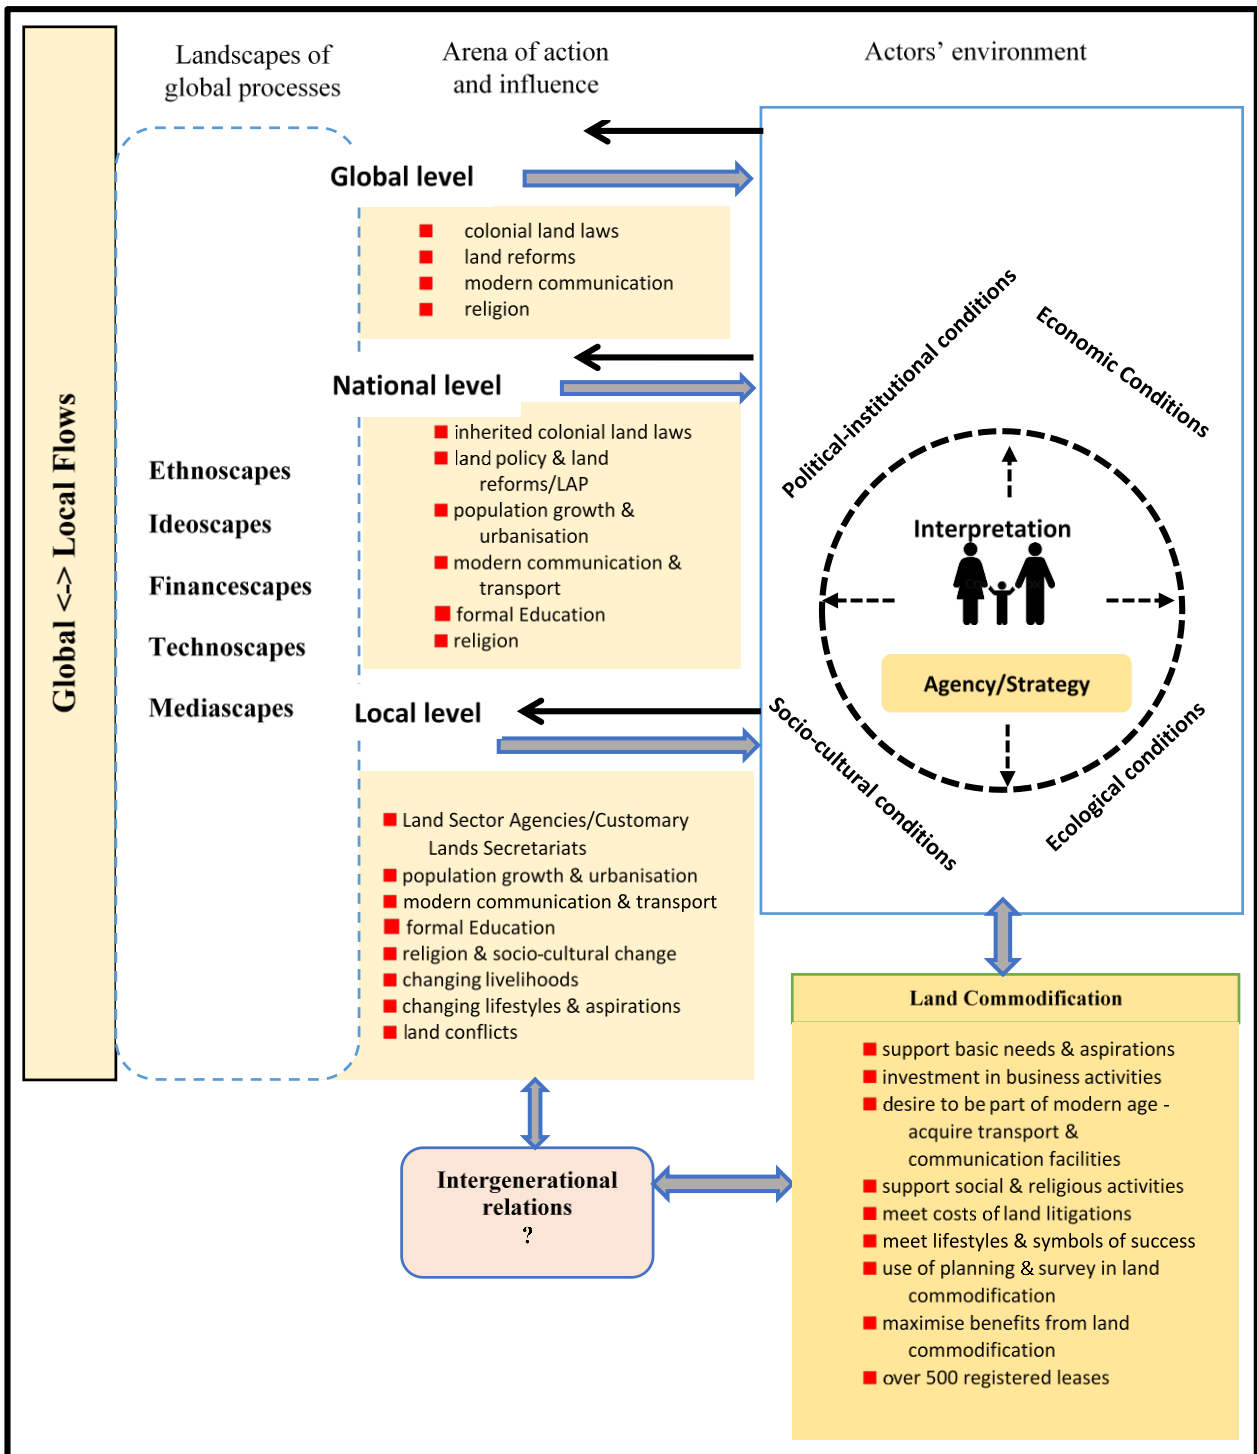 Landscapes of
global processes
Arena of action
and influence
Actors’ environment
Global <-> Local Flows
Ethnoscapes
Ideoscapes
Financescapes
Technoscapes
Mediascapes
Global level
colonial land laws
land reforms
modern communication
religion
National level
inherited colonial land laws
land policy & land
reforms/LAP
population growth &
urbanisation
modern communication &
transport
formal Education
religion
Local level
Land Sector Agencies/Customary
Lands Secretariats
population growth & urbanisation
modern communication & transport
formal Education
religion & socio-cultural change
changing livelihoods
changing lifestyles & aspirations
land conflicts
Political-institutional conditions
Economic Conditions
Interpretation
Agency/Strategy
Socio-cultural conditions
Ecological conditions
Intergenerational
relations
?
Land Commodification
support basic needs & aspirations
investment in business activities
desire to be part of modern age -
acquire transport &
communication facilities
support social & religious activities
meet costs of land litigations
meet lifestyles & symbols of success
use of planning & survey in land
commodification
maximise benefits from land
commodification
over 500 registered leases